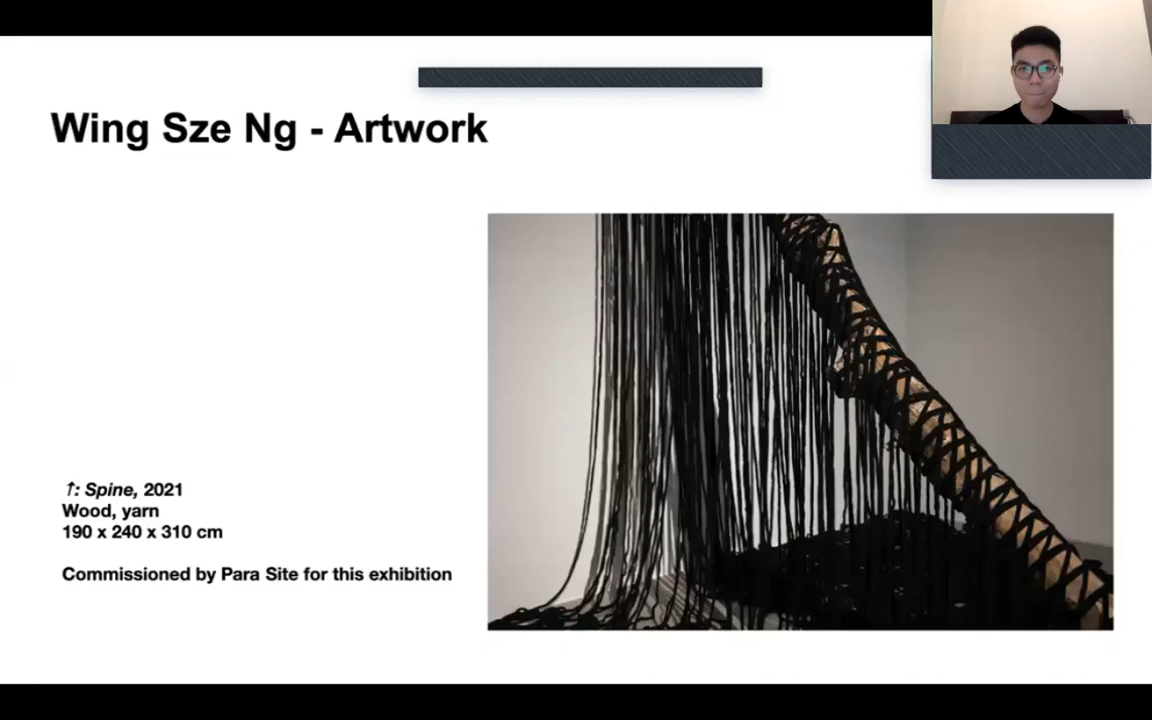 Wing Sze Ng - Artwork
↑: Spine, 2021
Wood, yarn
190 x 240 x 310 cm
Commissioned by Para Site for this exhibition